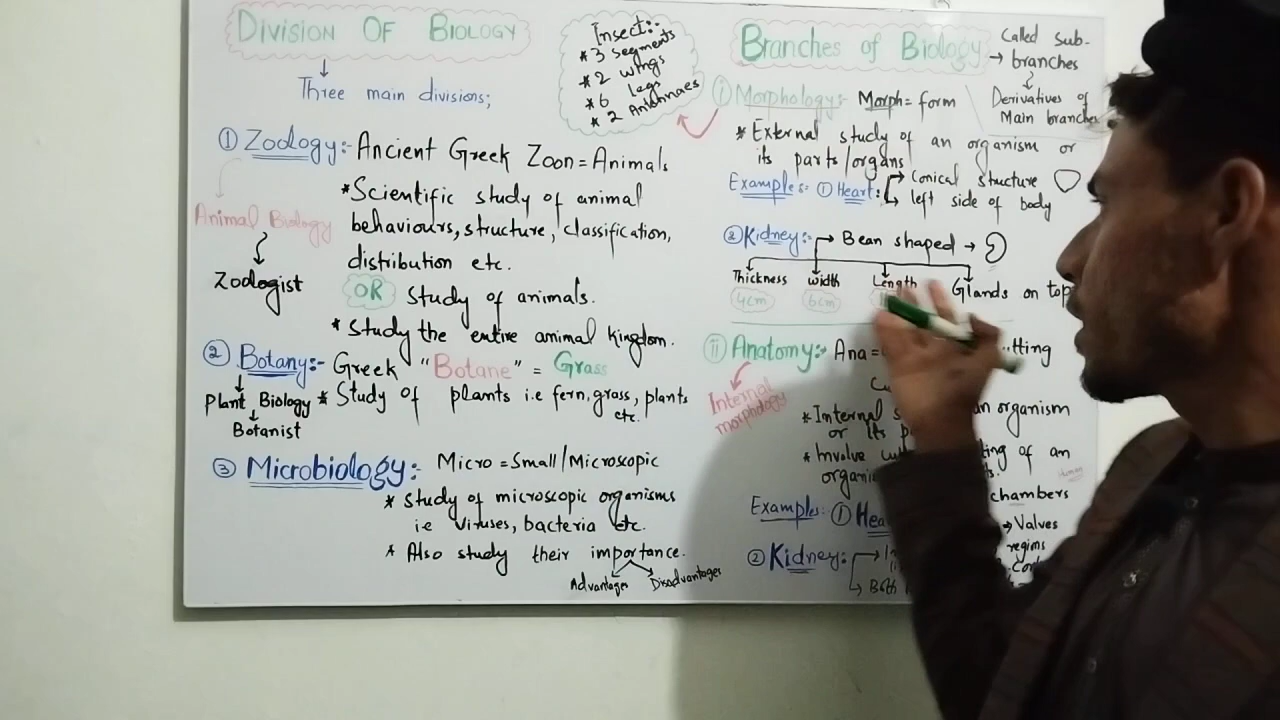 Division Of Biology
Three main divisions;
① Zoology:- Ancient Greek Zoon = Animals
* Scientific study of animal
behaviours, structure, classification,
distribution etc.
OR Study of animals.
* Study the entire animal kingdom.
Animal Biology
Zoologist
② Botany:- Greek "Botane" = Grass
* Study of plants i.e fern, grass, plants
etc.
Plant Biology
Botanist
③ Microbiology:- Micro = Small/Microscopic
* Study of microscopic organisms
i.e Viruses, bacteria etc.
* Also study their importance.
Advantages Disadvantages
Insect:-
* 3 segments
* 2 wings
* 6 legs
* 2 Antennaes
Branches of Biology
→ Called Sub-
branches
Derivatives of
Main branches
i Morphology:- Morph = form
* External study of an organism or
its parts/organs
Examples:- ① Heart: Conical structure
left side of body
② Kidney:- Bean shaped →
Thickness Width Length Glands on top
4cm 6cm
ii Anatomy:- Ana =
Internal
morphology
* Internal an organism
or its
* Involve of an
chambers
Human
Examples: ①
→ Valves
regions
② Kidney:
Both